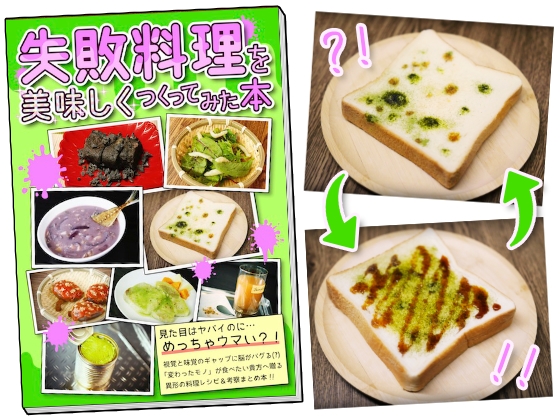 失敗料理を
美味しくつくってみた本
見た目はヤバイのに…
めっちゃウマい?!
視覚と味覚のギャップに脳がバグる(?)
「変わったモノ」が食べたい貴方へ贈る
異形の料理レシピ&考察まとめ本!!
?!
!!